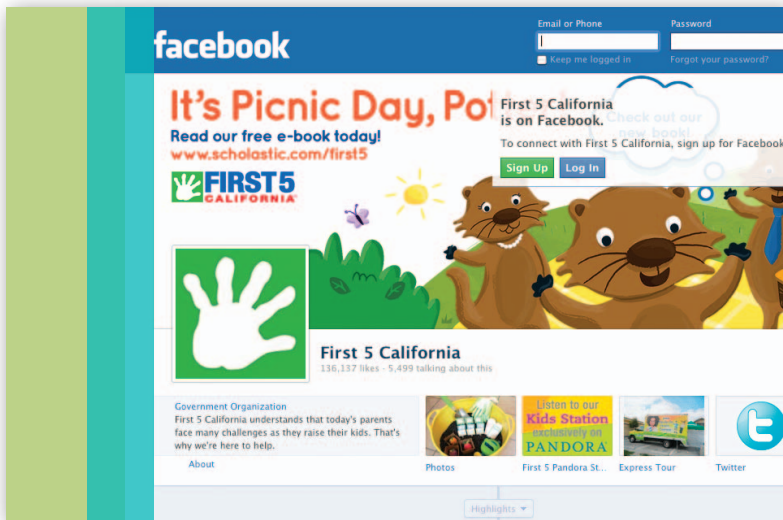 Email or Phone
Password
facebook
Keep me logged in
Forgot your password?
It's Picnic Day, Pot
Read our free e-book today!
www.scholastic.com/first5
FIRST 5
CALIFORNIA
Check out our
new book!
First 5 California
is on Facebook.
To connect with First 5 California, sign up for Facebook
Sign Up
Log In
First 5 California
136,137 likes · 5,499 talking about this
Government Organization
First 5 California understands that today's parents
face many challenges as they raise their kids. That's
why we're here to help.
About
Listen to our
Kids Station
exclusively on
PANDORA
Photos
First 5 Pandora St...
Express Tour
Twitter
Highlights